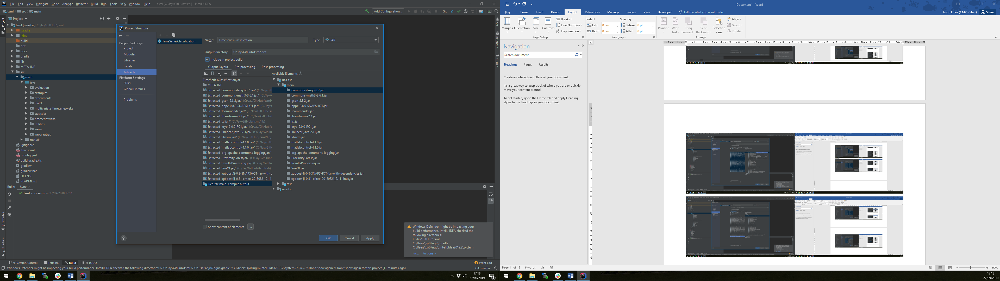 File Edit View Navigate Code Analyze Refactor Build Run Tools VCS Window Help tsml [C:\Jay\GitHub\tsml] - IntelliJ IDEA
tsml src main
Add Configuration... Git:
Project
1: Project
tsml [uea-tsc] C:\Jay\GitHub\tsml
.gradle
.idea
build
dist
docs
gradle
lib
META-INF
src
main
java
evaluation
examples
experiments
fileIO
multivariate_timeseriesweka
statistics
timeseriesweka
utilities
weka
weka_extras
matlab
.gitignore
.travis.yml
_config.yml
build.gradle.kts
gradlew
gradlew.bat
LICENSE
README.rst
Project Structure
Project Settings
Project
Modules
Libraries
Facets
Artifacts
Platform Settings
SDKs
Global Libraries
Problems
TimeSeriesClassification
Name: TimeSeriesClassification Type: JAR
Output directory: C:\Jay\GitHub\tsml\dist
Include in project build
Output Layout Pre-processing Post-processing
Available Elements
TimeSeriesClassification.jar
META-INF
Extracted 'commons-lang3-3.7.jar/' (C:/Jay/Git
Extracted 'commons-math3-3.6.1.jar/' (C:/Jay/
Extracted 'gson-2.8.2.jar/' (C:/Jay/GitHub/tsml/
Extracted 'hppc-0.8.0-SNAPSHOT.jar/' (C:/Jay/
Extracted 'Jcommander.jar/' (C:/Jay/GitHub/ts
Extracted 'jtransforms-2.4.jar/' (C:/Jay/GitHub/
Extracted 'jxl.jar/' (C:/Jay/GitHub/tsml/lib)
Extracted 'kryo-5.0.0-RC1.jar/' (C:/Jay/GitHub/t
Extracted 'liblinear-java-2.11.jar/' (C:/Jay/GitHu
Extracted 'libsvm.jar/' (C:/Jay/GitHub/tsml/lib)
Extracted 'matlabcontrol-4.1.0.jar/' (C:/Jay/GitH
Extracted 'matlabcontrol-4.1.0.jar/' (C:/Jay/GitH
Extracted 'org-apache-commons-logging.jar/'
Extracted 'ProximityForest.jar/' (C:/Jay/GitHub/
Extracted 'ResultsProcessing.jar/' (C:/Jay/GitHu
Extracted 'SizeOf.jar/' (C:/Jay/GitHub/tsml/lib)
Extracted 'xgboost4j-0.8-SNAPSHOT-jar-with-d
Extracted 'xgboost4j-0.81-criteo-20180821_2.11
'uea-tsc.main' compile output
uea-tsc
main
commons-lang3-3.7.jar
commons-math3-3.6.1.jar
gson-2.8.2.jar
hppc-0.8.0-SNAPSHOT.jar
Jcommander.jar
jtransforms-2.4.jar
jxl.jar
kryo-5.0.0-RC1.jar
liblinear-java-2.11.jar
libsvm.jar
matlabcontrol-4.1.0.jar
matlabcontrol-4.1.0.jar
org-apache-commons-logging.jar
ProximityForest.jar
ResultsProcessing.jar
SizeOf.jar
xgboost4j-0.8-SNAPSHOT-jar-with-dependencies.jar
xgboost4j-0.81-criteo-20180821_2.11-linux.jar
test
uea-tsc
Show content of elements ...
OK Cancel Apply
Ant
Database
Gradle
Build: Sync
tsml: successful at 27/09/2019 17:11
2: Favorites
7: Structure
Windows Defender might be impacting your
build performance. IntelliJ IDEA checked the
following directories:
C:\Jay\GitHub\tsml
C:\Users\sjx07ngu\.gradle
C:\Users\sjx07ngu\.IntelliJIdea2019.2\system
Fix... Actions
9: Version Control Terminal Build 6: TODO 2 Event Log
Windows Defender might be impacting your build performance. IntelliJ IDEA checked the following directories: // C:\Jay\GitHub\tsml // C:\Users\sjx07ngu\.gradle // C:\Users\sjx07ngu\.IntelliJIdea2019.2\system // Fix... // Don't show again // Don't show again for this project (11 minutes ago) Git: master
17:18
27/09/2019
2
Document1 - Word
File Home Insert Design Layout References Mailings Review View Developer Tell me what you want to do...
Jason Lines (CMP - Staff) Share
Margins Orientation Size Columns
Breaks
Line Numbers
Hyphenation
Page Setup
Indent Spacing
Left: 0 cm Before: 0 pt
Right: 0 cm After: 8 pt
Paragraph
Position Wrap Text Bring Forward Send Backward Selection Pane
Align
Group
Rotate
Arrange
Navigation
Search document
Headings Pages Results
Create an interactive outline of your document.
It's a great way to keep track of where you are or quickly
move your content around.
To get started, go to the Home tab and apply Heading
styles to the headings in your document.
Page 11 of 18 6 words 90%
17:18
27/09/2019